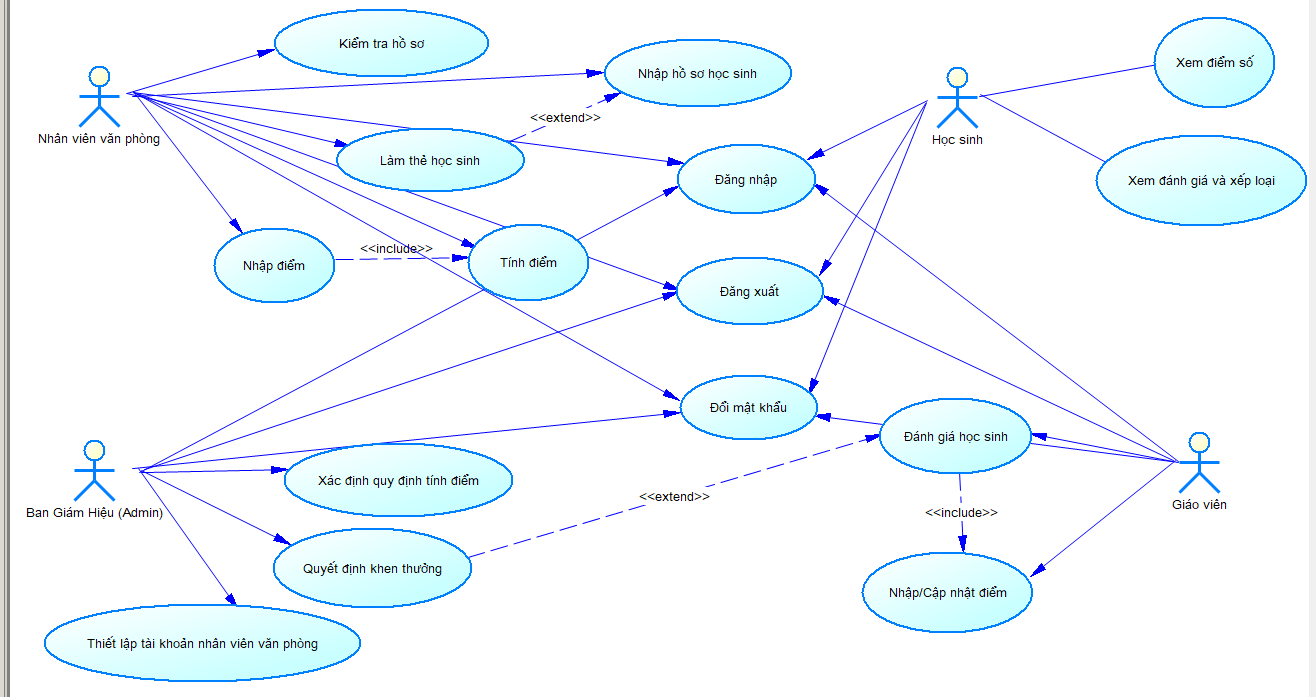 Kiểm tra hồ sơ
Xem điểm số
Nhập hồ sơ học sinh
Nhân viên văn phòng
Học sinh
<<extend>>
Làm thẻ học sinh
Đăng nhập
Xem đánh giá và xếp loại
<<include>>
Nhập điểm
Tính điểm
Đăng xuất
Đổi mật khẩu
Đánh giá học sinh
Xác định quy định tính điểm
<<extend>>
Giáo viên
Ban Giám Hiệu (Admin)
<<include>>
Quyết định khen thưởng
Nhập/Cập nhật điểm
Thiết lập tài khoản nhân viên văn phòng